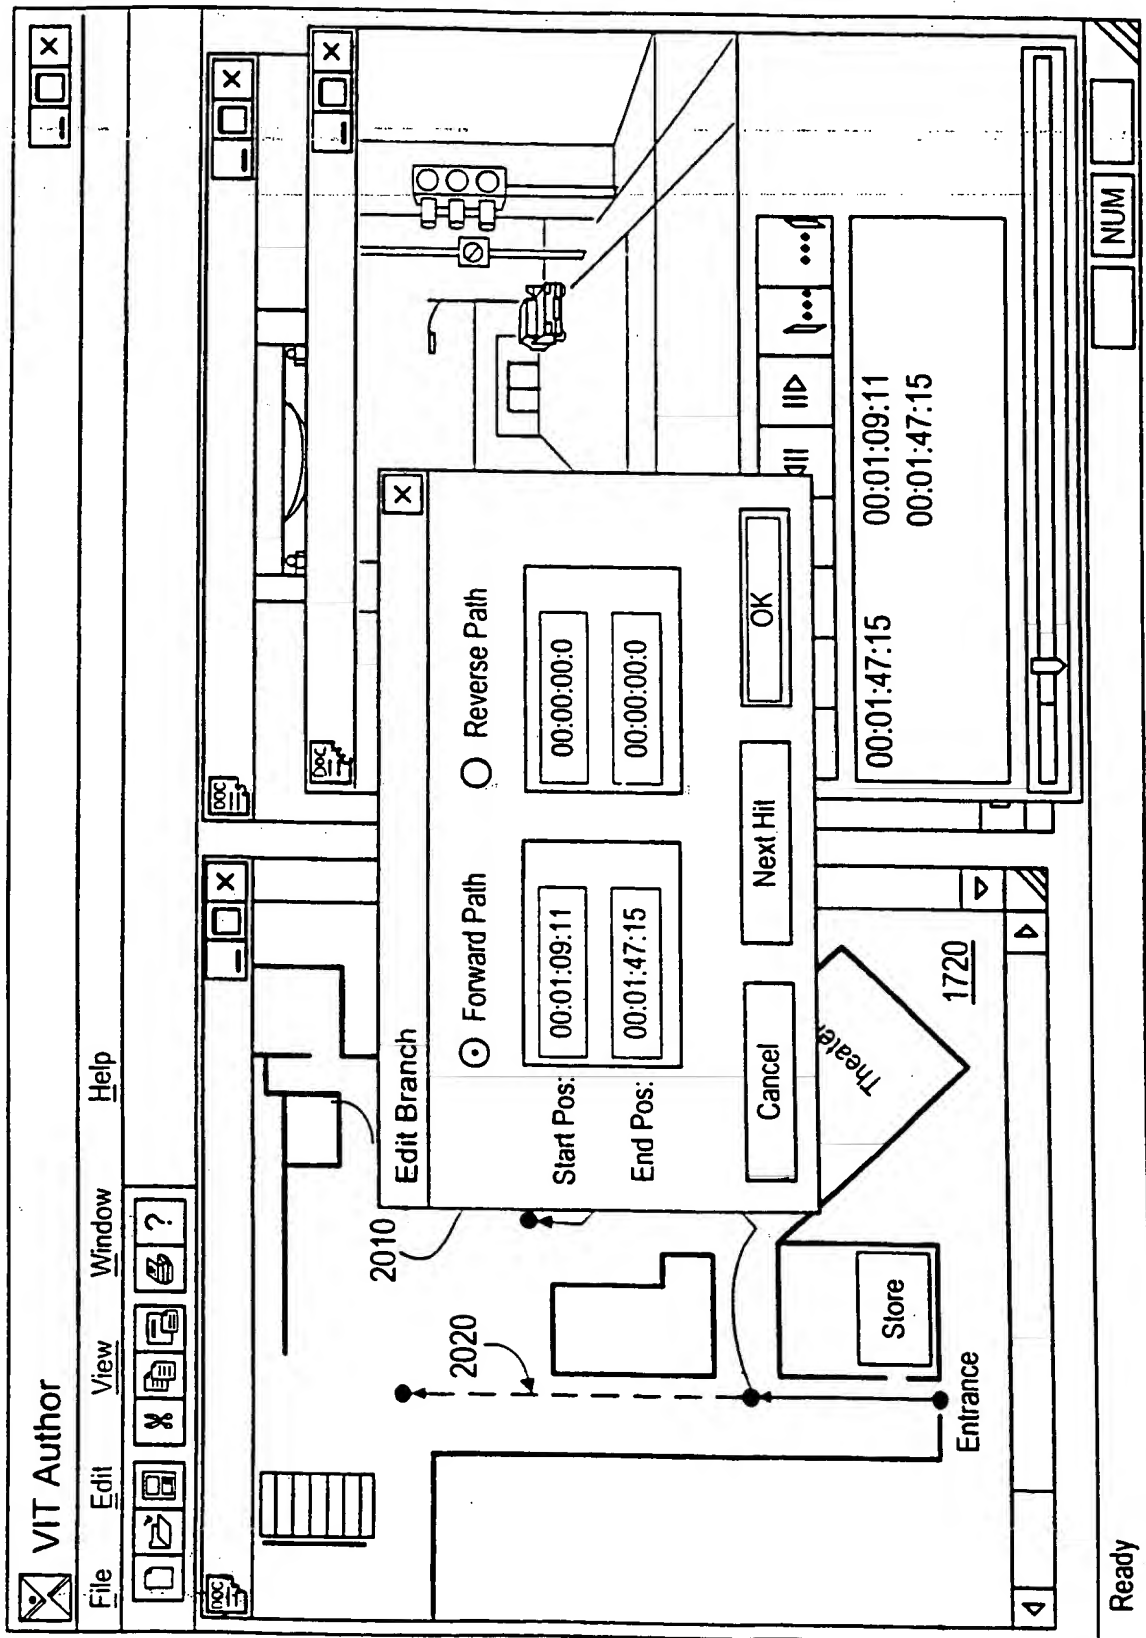 VIT Author
File Edit View Window Help
?
DOC
DOC
DOC
2010
2020
Store
Entrance
Theater
1720
Edit Branch
Forward Path Reverse Path
Start Pos: 00:01:09:11 00:00:00:0
End Pos: 00:01:47:15 00:00:00:0
Cancel Next Hit OK
00:01:47:15 00:01:09:11
00:01:47:15
Ready NUM